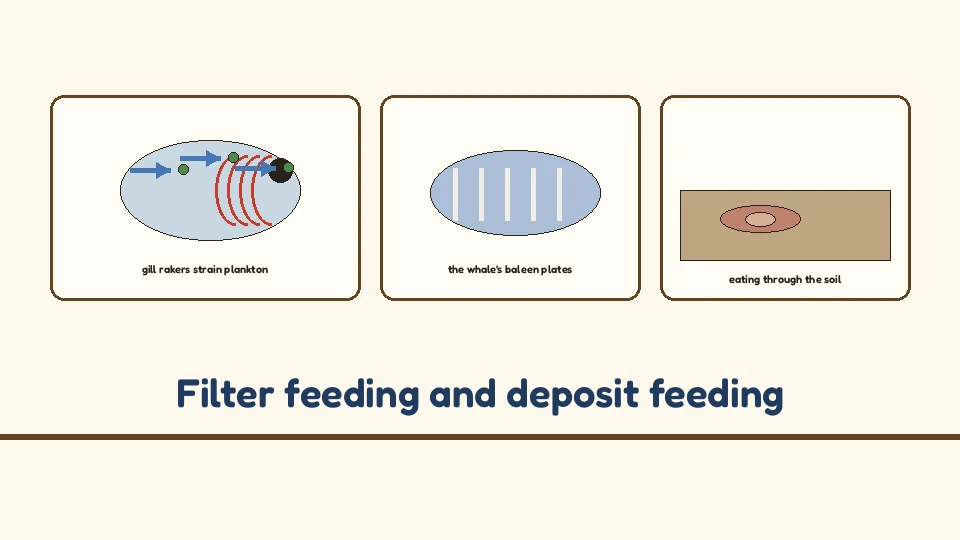 gill rakers strain plankton
the whale's baleen plates
eating through the soil
Filter feeding and deposit feeding